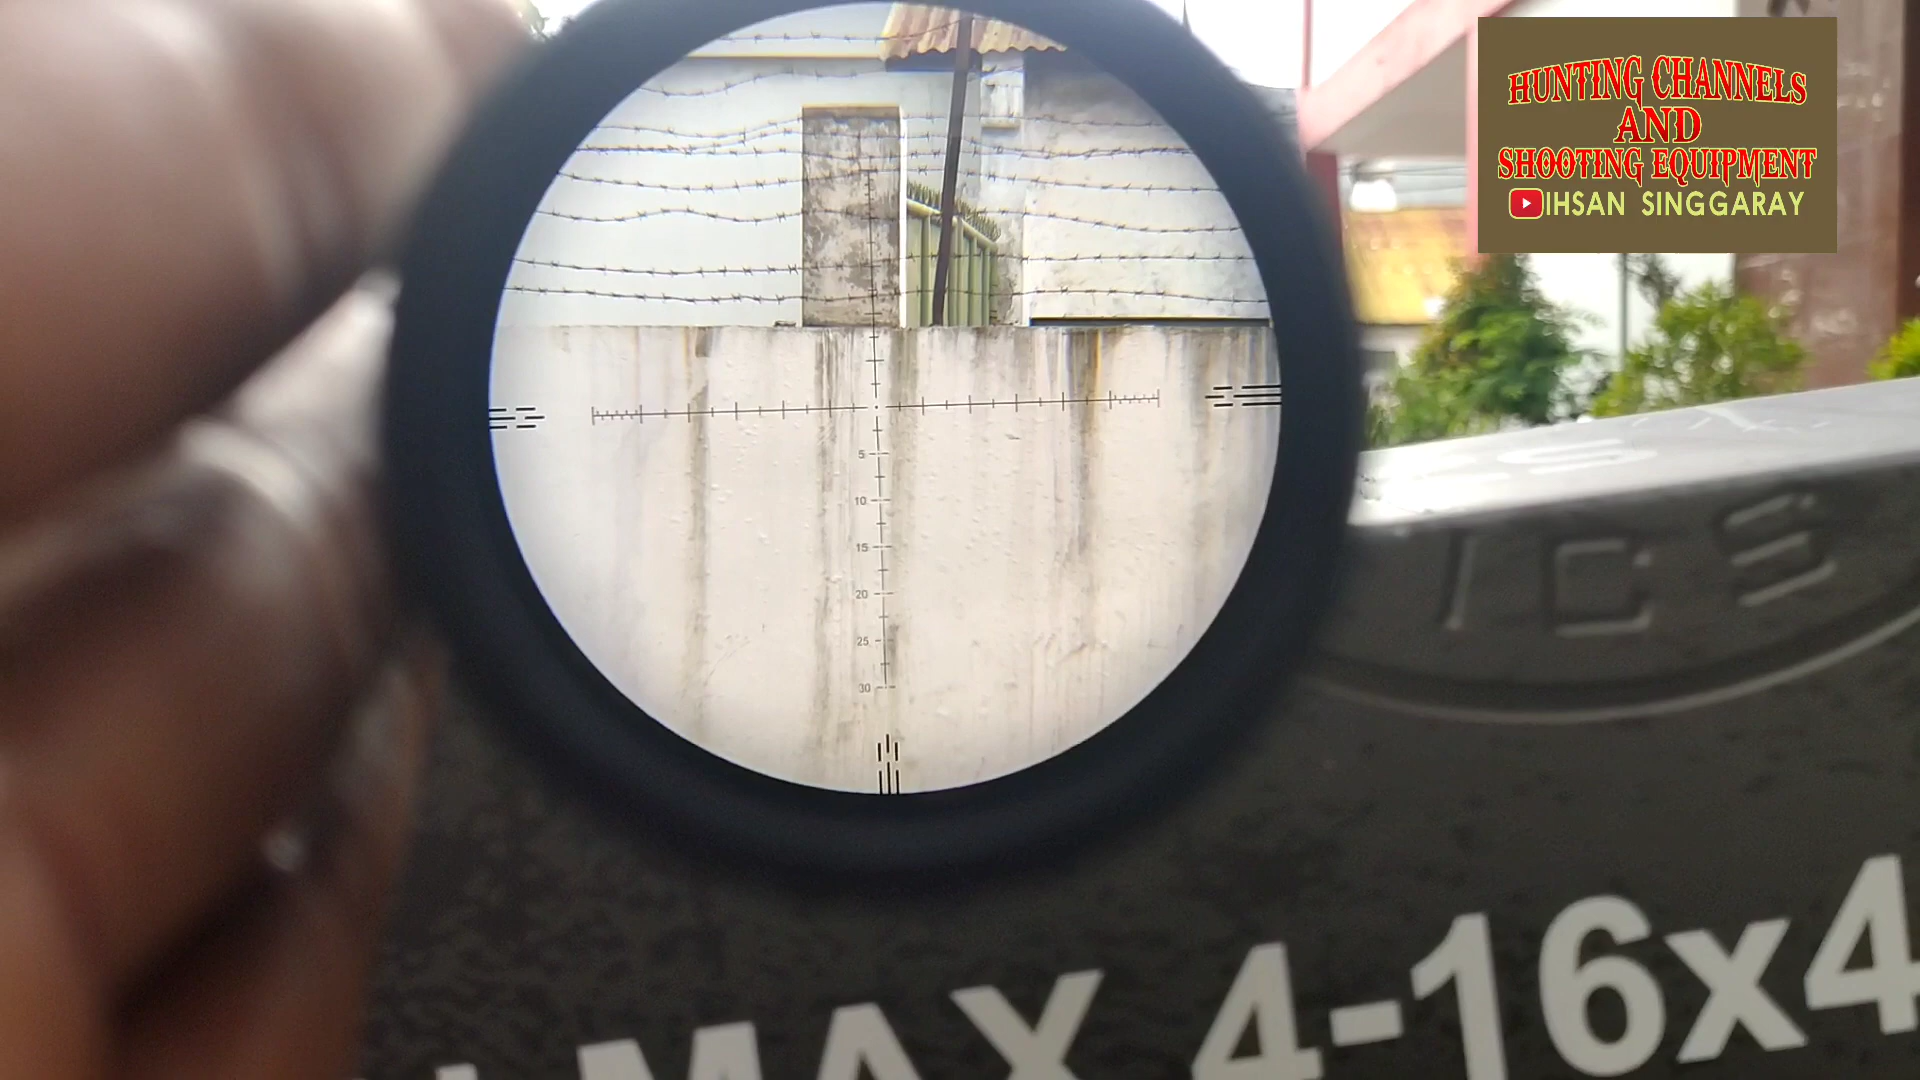 HUNTING CHANNELS
AND
SHOOTING EQUIPMENT
IHSAN SINGGARAY
5
10
15
20
25
30
MAX 4-16x4